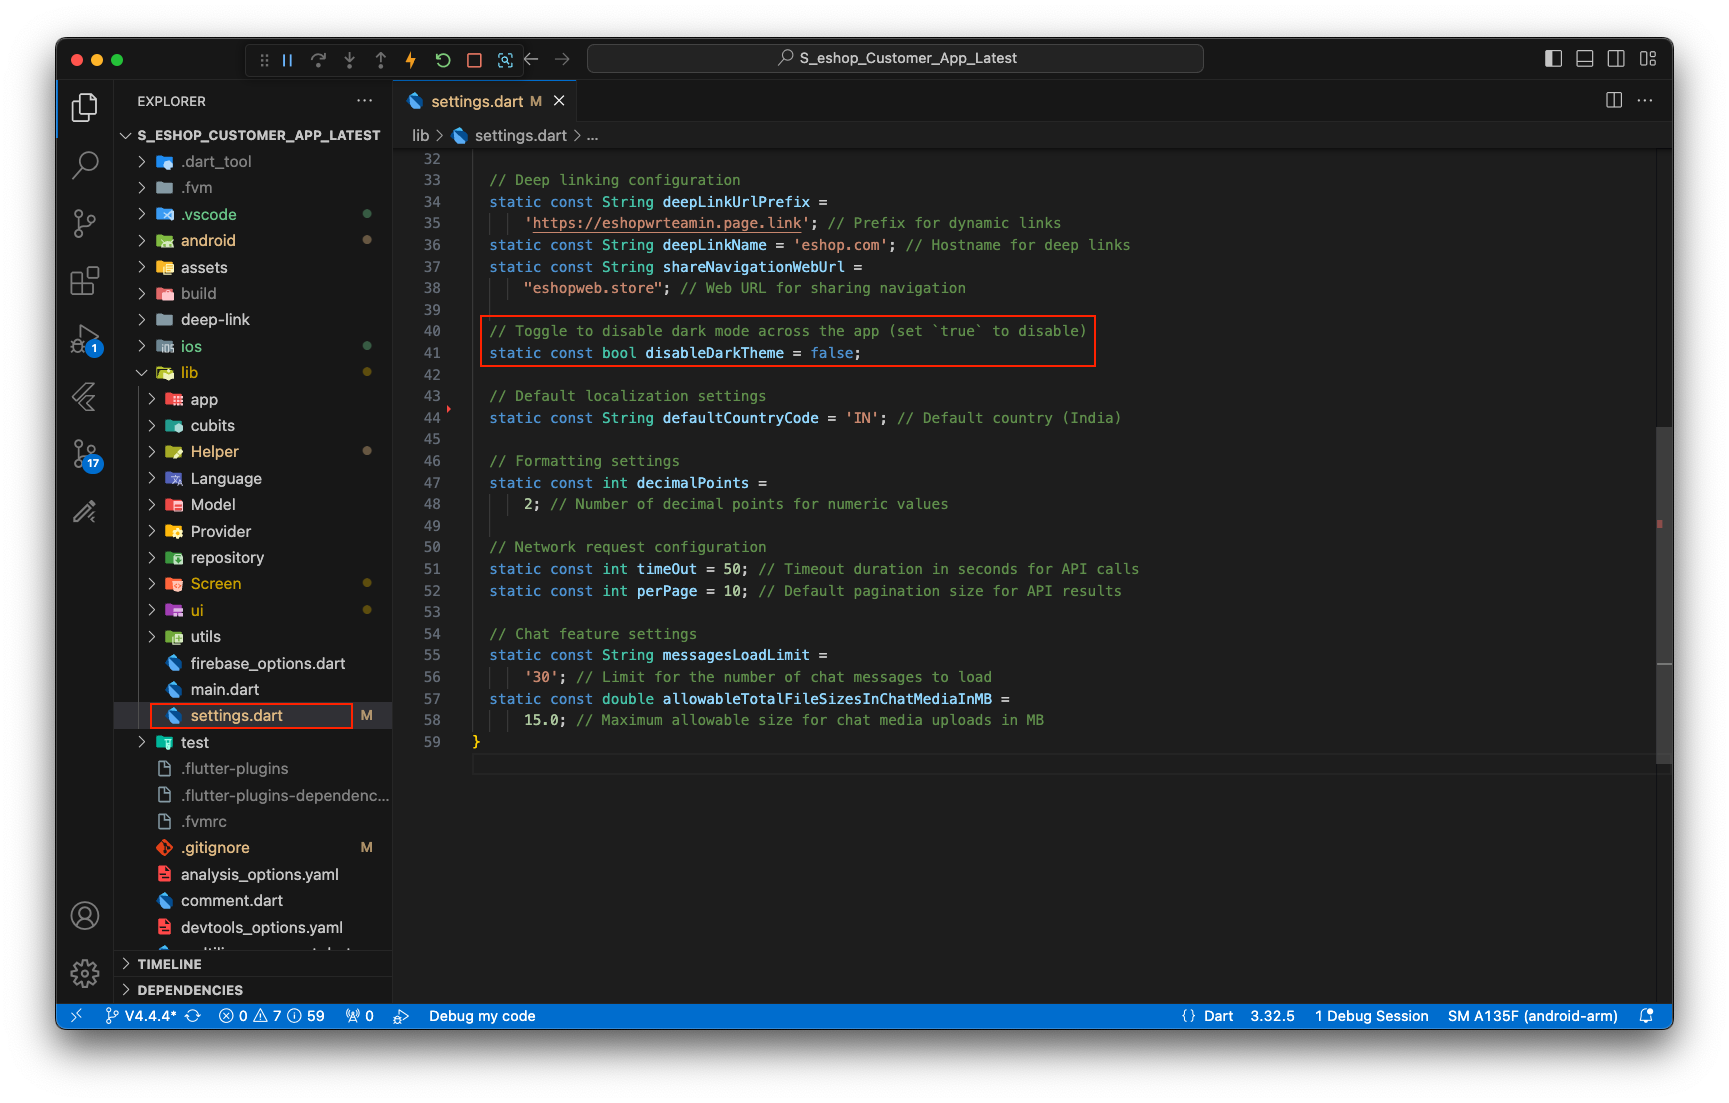 S_eshop_Customer_App_Latest
EXPLORER
settings.dart M
S_ESHOP_CUSTOMER_APP_LATEST
lib > settings.dart > ...
.dart_tool
.fvm
.vscode
android
assets
build
deep-link
ios
iOS
lib
app
cubits
Helper
Language
Model
Provider
repository
Screen
ui
utils
firebase_options.dart
main.dart
settings.dart M
test
.flutter-plugins
.flutter-plugins-dependenc...
.fvmrc
.gitignore M
analysis_options.yaml
comment.dart
devtools_options.yaml
TIMELINE
DEPENDENCIES
1
17
32
33 // Deep linking configuration
34 static const String deepLinkUrlPrefix =
35 'https://eshopwrteamin.page.link'; // Prefix for dynamic links
36 static const String deepLinkName = 'eshop.com'; // Hostname for deep links
37 static const String shareNavigationWebUrl =
38 "eshopweb.store"; // Web URL for sharing navigation
39
40 // Toggle to disable dark mode across the app (set `true` to disable)
41 static const bool disableDarkTheme = false;
42
43 // Default localization settings
44 static const String defaultCountryCode = 'IN'; // Default country (India)
45
46 // Formatting settings
47 static const int decimalPoints =
48 2; // Number of decimal points for numeric values
49
50 // Network request configuration
51 static const int timeOut = 50; // Timeout duration in seconds for API calls
52 static const int perPage = 10; // Default pagination size for API results
53
54 // Chat feature settings
55 static const String messagesLoadLimit =
56 '30'; // Limit for the number of chat messages to load
57 static const double allowableTotalFileSizesInChatMediaInMB =
58 15.0; // Maximum allowable size for chat media uploads in MB
59 }
V4.4.4* 0 7 59 0 Debug my code {} Dart 3.32.5 1 Debug Session SM A135F (android-arm)